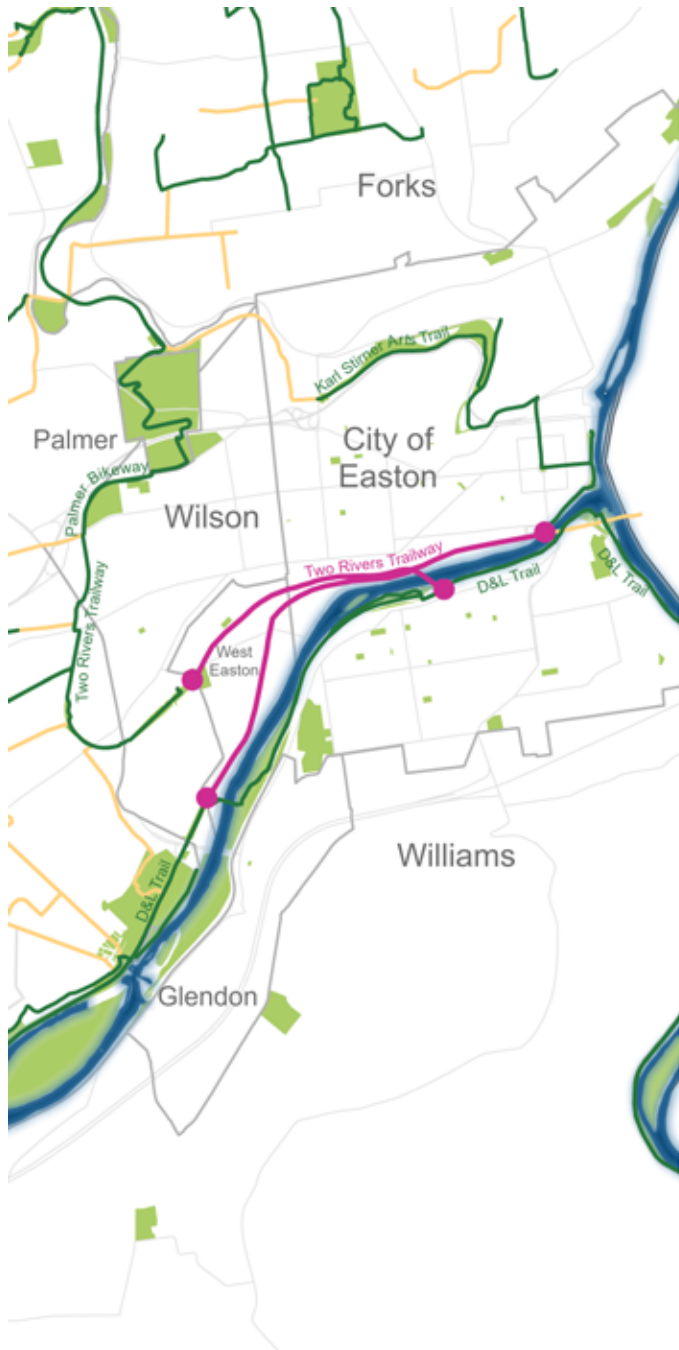 Forks
Karl Stirner Arts Trail
City of
Easton
Palmer
Palmer Bikeway
Wilson
Two Rivers Trailway
D&L Trail
D&L Trail
Two Rivers Trailway
West
Easton
Williams
D&L Trail
Glendon